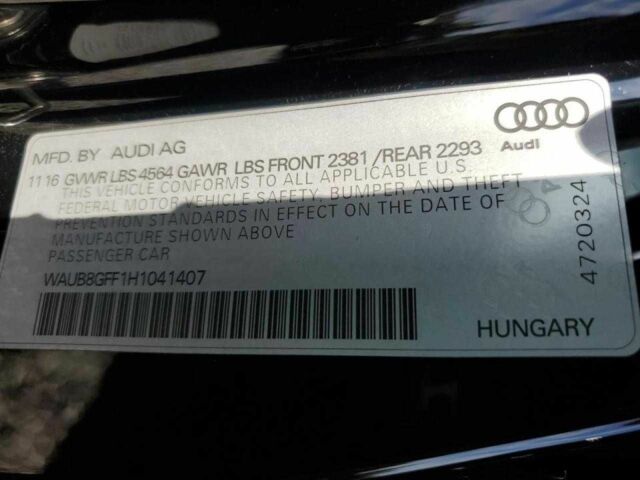 MFD. BY AUDI AG
11 16 GVWR LBS 4564 GAWR LBS FRONT 2381 /REAR 2293
THIS VEHICLE CONFORMS TO ALL APPLICABLE U.S.
FEDERAL MOTOR VEHICLE SAFETY, BUMPER AND THEFT
PREVENTION STANDARDS IN EFFECT ON THE DATE OF
MANUFACTURE SHOWN ABOVE
PASSENGER CAR
WAUB8GFF1H1041407
Audi
4720324
HUNGARY